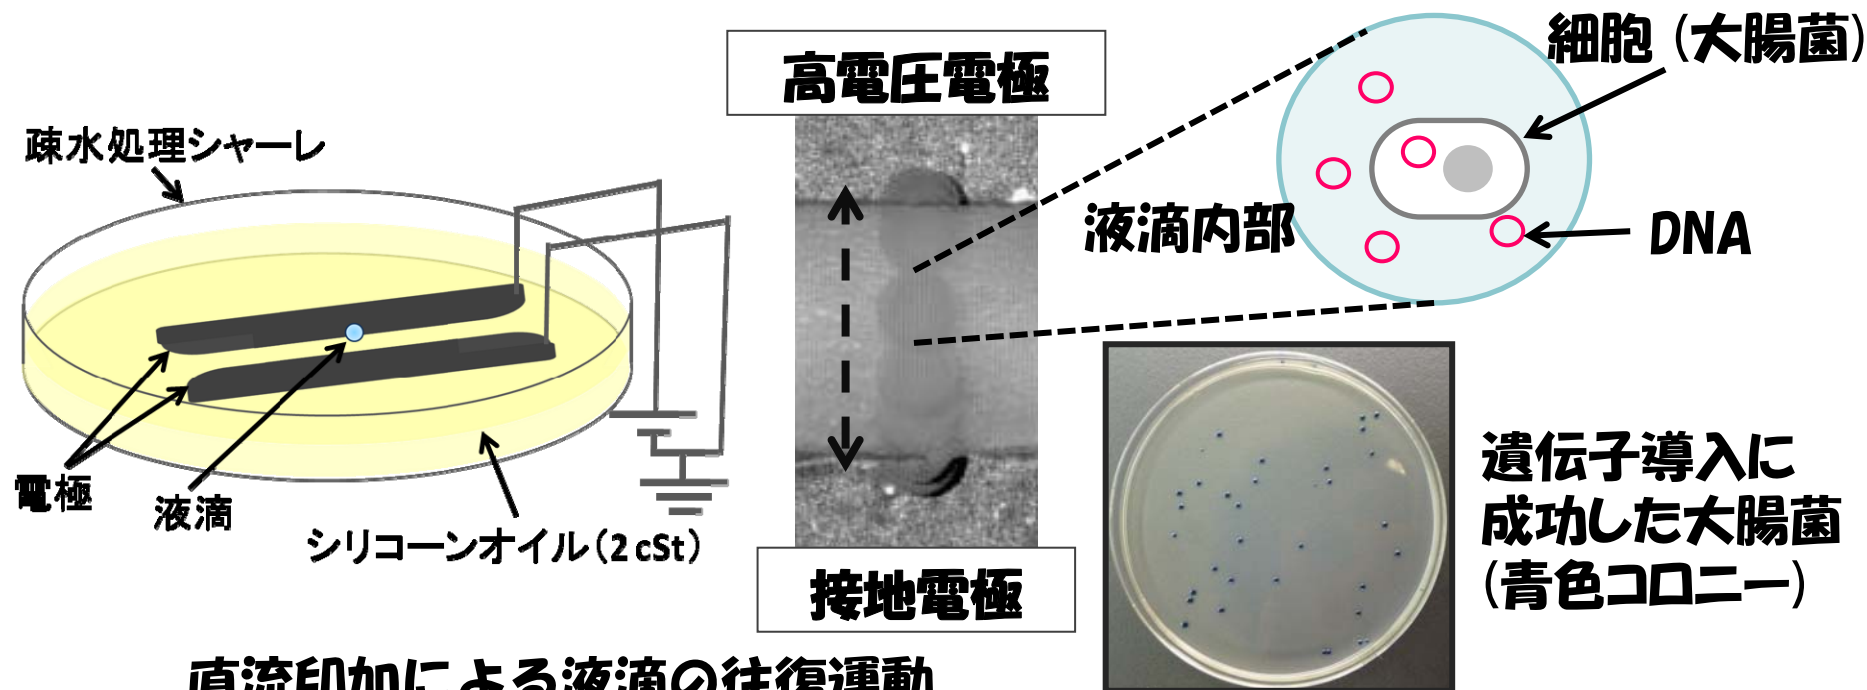 疎水処理シャーレ
電極
液滴
シリコーンオイル(2 cSt)
高電圧電極
接地電極
液滴内部
細胞 (大腸菌)
DNA
遺伝子導入に
成功した大腸菌
(青色コロニー)
直流印加による液滴の往復運動